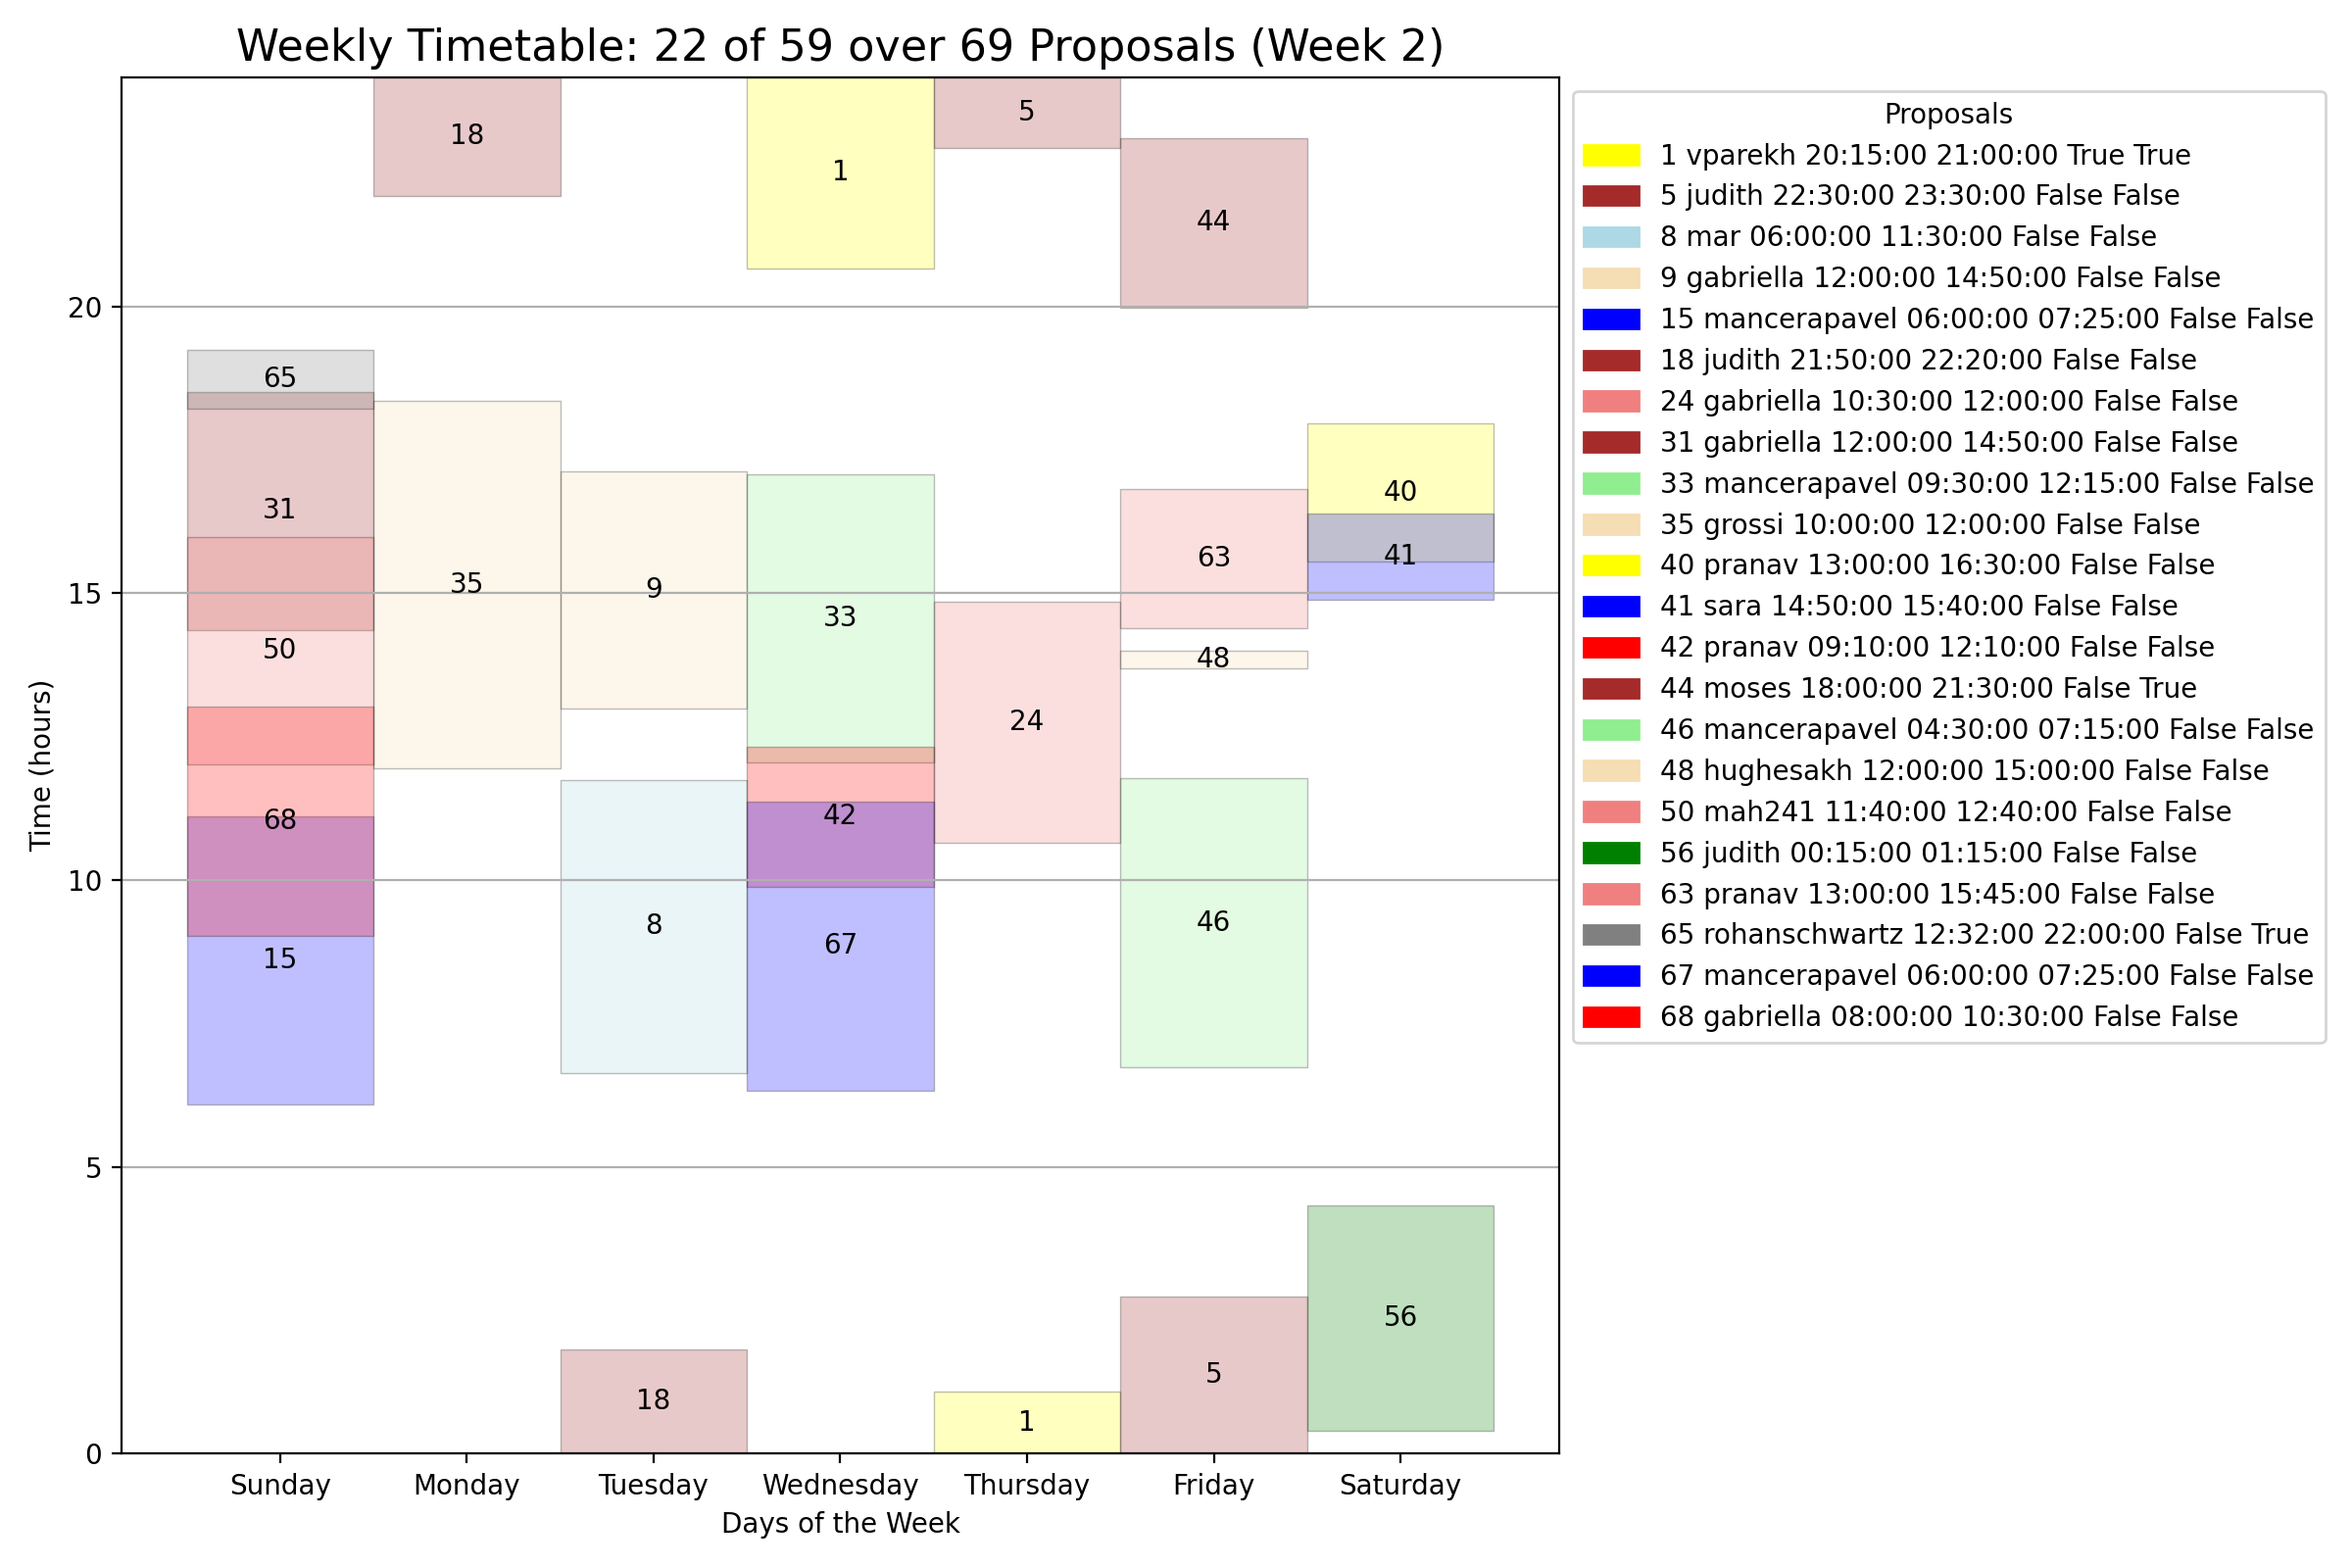 Weekly Timetable: 22 of 59 over 69 Proposals (Week 2)
18
5
1
44
20
65
31
35
9
33
63
40
41
15
50
48
24
68
42
10
15
8
67
46
5
56
18
1
5
0
Sunday
Monday
Tuesday
Wednesday
Thursday
Friday
Saturday
Days of the Week
Time (hours)
Proposals
1 vparekh 20:15:00 21:00:00 True True
5 judith 22:30:00 23:30:00 False False
8 mar 06:00:00 11:30:00 False False
9 gabriella 12:00:00 14:50:00 False False
15 mancerapavel 06:00:00 07:25:00 False False
18 judith 21:50:00 22:20:00 False False
24 gabriella 10:30:00 12:00:00 False False
31 gabriella 12:00:00 14:50:00 False False
33 mancerapavel 09:30:00 12:15:00 False False
35 grossi 10:00:00 12:00:00 False False
40 pranav 13:00:00 16:30:00 False False
41 sara 14:50:00 15:40:00 False False
42 pranav 09:10:00 12:10:00 False False
44 moses 18:00:00 21:30:00 False True
46 mancerapavel 04:30:00 07:15:00 False False
48 hughesakh 12:00:00 15:00:00 False False
50 mah241 11:40:00 12:40:00 False False
56 judith 00:15:00 01:15:00 False False
63 pranav 13:00:00 15:45:00 False False
65 rohanschwartz 12:32:00 22:00:00 False True
67 mancerapavel 06:00:00 07:25:00 False False
68 gabriella 08:00:00 10:30:00 False False